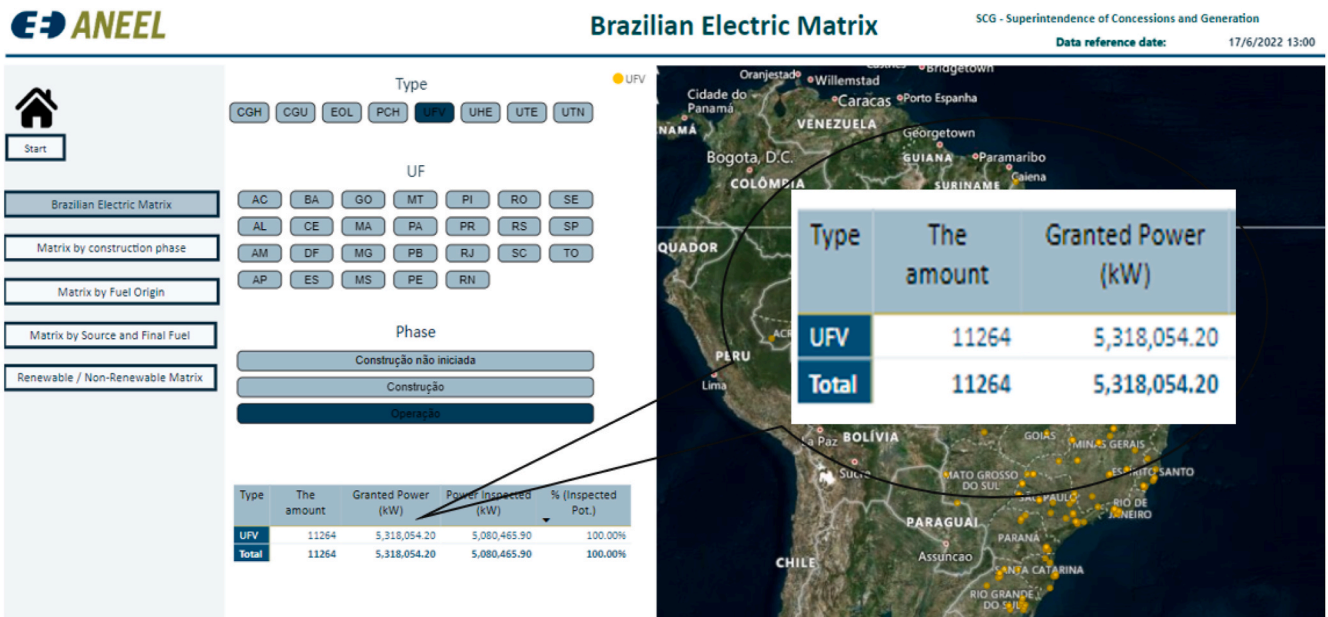 ANEEL
Brazilian Electric Matrix
SCG - Superintendence of Concessions and Generation
Data reference date: 17/6/2022 13:00
Start
Brazilian Electric Matrix
Matrix by construction phase
Matrix by Fuel Origin
Matrix by Source and Final Fuel
Renewable / Non-Renewable Matrix
Type
UFV
CGH CGU EOL PCH UFV UHE UTE UTN
UF
AC BA GO MT PI RO SE
AL CE MA PA PR RS SP
AM DF MG PB RJ SC TO
AP ES MS PE RN
Phase
Construção não iniciada
Construção
Operação
Type The amount Granted Power (kW) Power Inspected (kW) % (Inspected Pot.)
UFV 11264 5,318,054.20 5,080,465.90 100.00%
Total 11264 5,318,054.20 5,080,465.90 100.00%
Oranjestad Willemstad Bridgetown
Cidade do Panamá
Caracas Porto Espanha
VENEZUELA
Georgetown
Bogota, D.C.
GUIANA Paramaribo
COLÔMBIA SURINAME Caiena
Type The amount Granted Power (kW)
UFV 11264 5,318,054.20
Total 11264 5,318,054.20
PERU
Lima
La Paz BOLÍVIA
GOIÁS MINAS GERAIS
Sucre
MATO GROSSO DO SUL
ESPÍRITO SANTO
SÃO PAULO
RIO DE JANEIRO
PARAGUAI
PARANÁ
Assuncao
CHILE
SANTA CATARINA
RIO GRANDE DO SUL